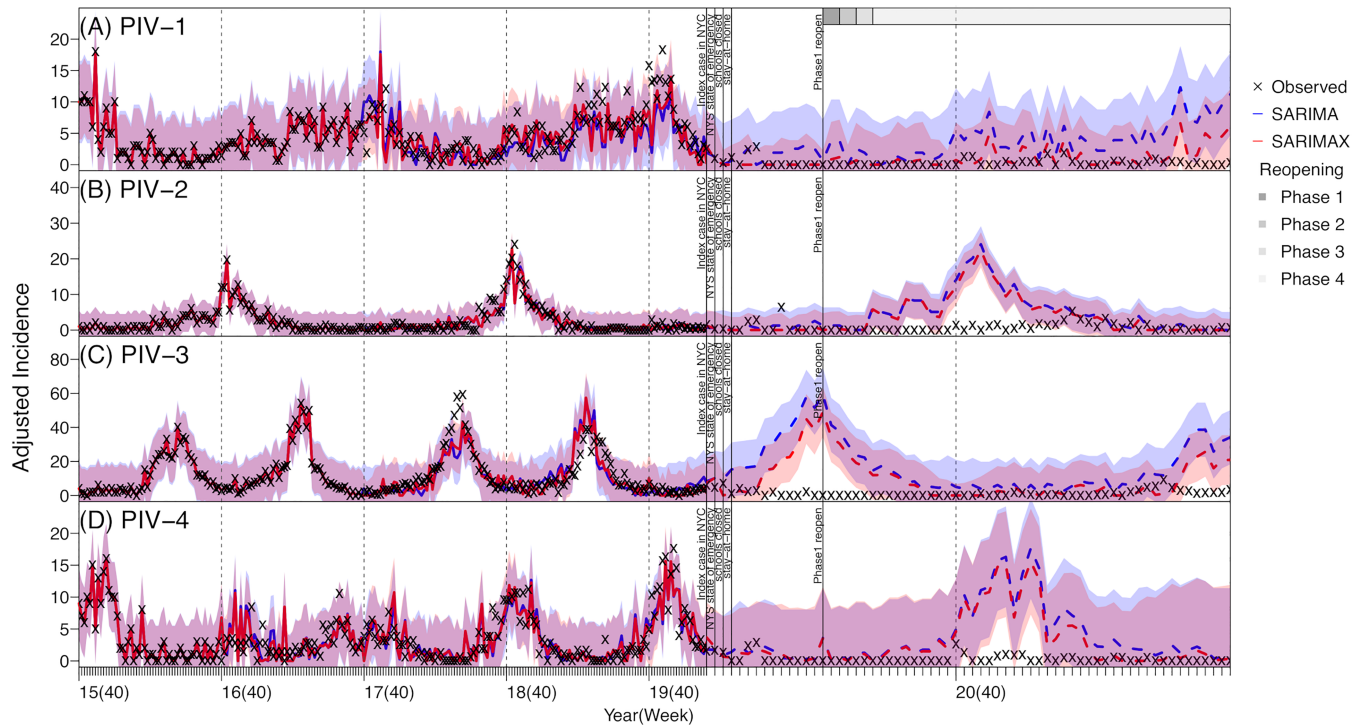 (A) PIV−1
20
15
10
5
0
Index case in NYC
NYS state of emergency
schools closed
stay−at−home
Phase1 reopen
(B) PIV−2
40
30
20
10
0
Index case in NYC
NYS state of emergency
schools closed
stay−at−home
Phase1 reopen
(C) PIV−3
80
60
40
20
0
Index case in NYC
NYS state of emergency
schools closed
stay−at−home
Phase1 reopen
(D) PIV−4
20
15
10
5
0
Index case in NYC
NYS state of emergency
schools closed
stay−at−home
Phase1 reopen
Adjusted Incidence
15(40)
16(40)
17(40)
18(40)
19(40)
20(40)
Year(Week)
× Observed
SARIMA
SARIMAX
Reopening
Phase 1
Phase 2
Phase 3
Phase 4